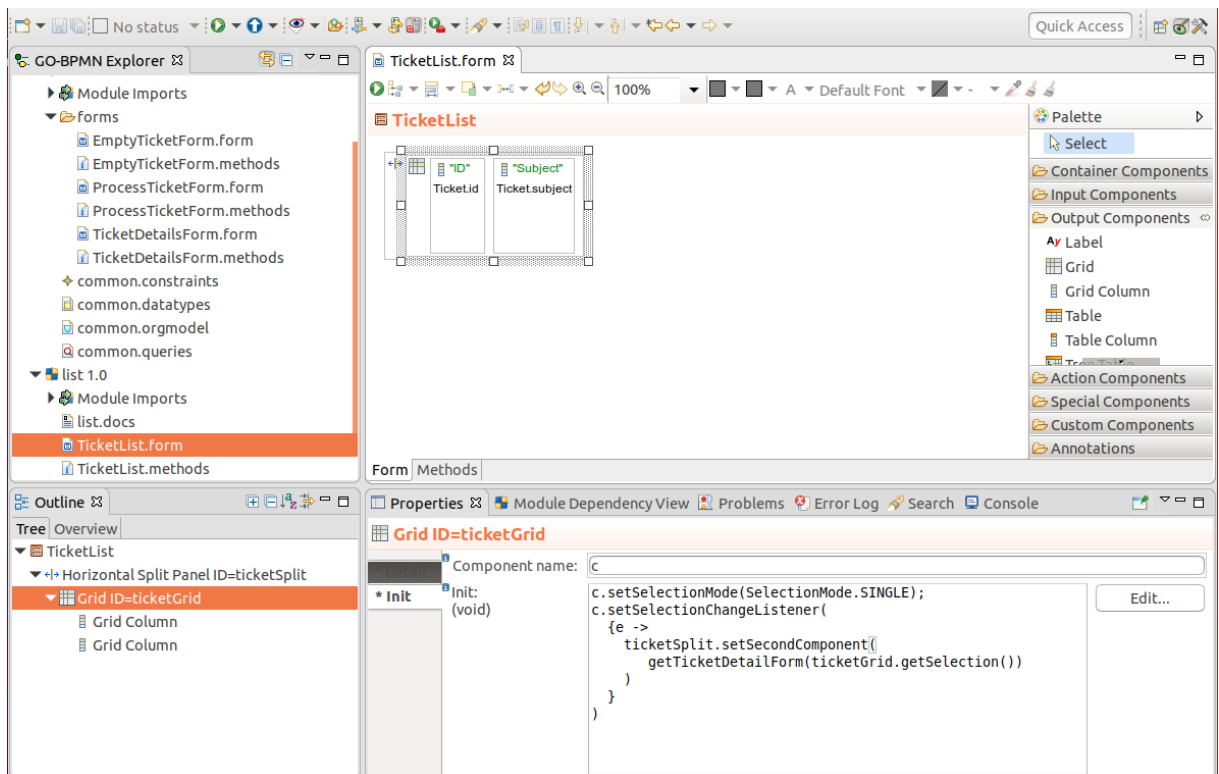 No status
Quick Access
GO-BPMN Explorer
Module Imports
forms
EmptyTicketForm.form
EmptyTicketForm.methods
ProcessTicketForm.form
ProcessTicketForm.methods
TicketDetailsForm.form
TicketDetailsForm.methods
common.constraints
common.datatypes
common.orgmodel
common.queries
list 1.0
Module Imports
list.docs
TicketList.form
TicketList.methods
TicketList.form
100% A Default Font -
TicketList
"ID" "Subject"
Ticket.id Ticket.subject
Form Methods
Palette
Select
Container Components
Input Components
Output Components
Ay Label
Grid
Grid Column
Table
Table Column
Action Components
Special Components
Custom Components
Annotations
Outline
Tree Overview
TicketList
Horizontal Split Panel ID=ticketSplit
Grid ID=ticketGrid
Grid Column
Grid Column
Properties Module Dependency View Problems Error Log Search Console
Grid ID=ticketGrid
Detail
* Init
Component name: c
Init:
(void)
c.setSelectionMode(SelectionMode.SINGLE);
c.setSelectionChangeListener(
{e ->
ticketSplit.setSecondComponent(
getTicketDetailForm(ticketGrid.getSelection())
)
}
)
Edit...